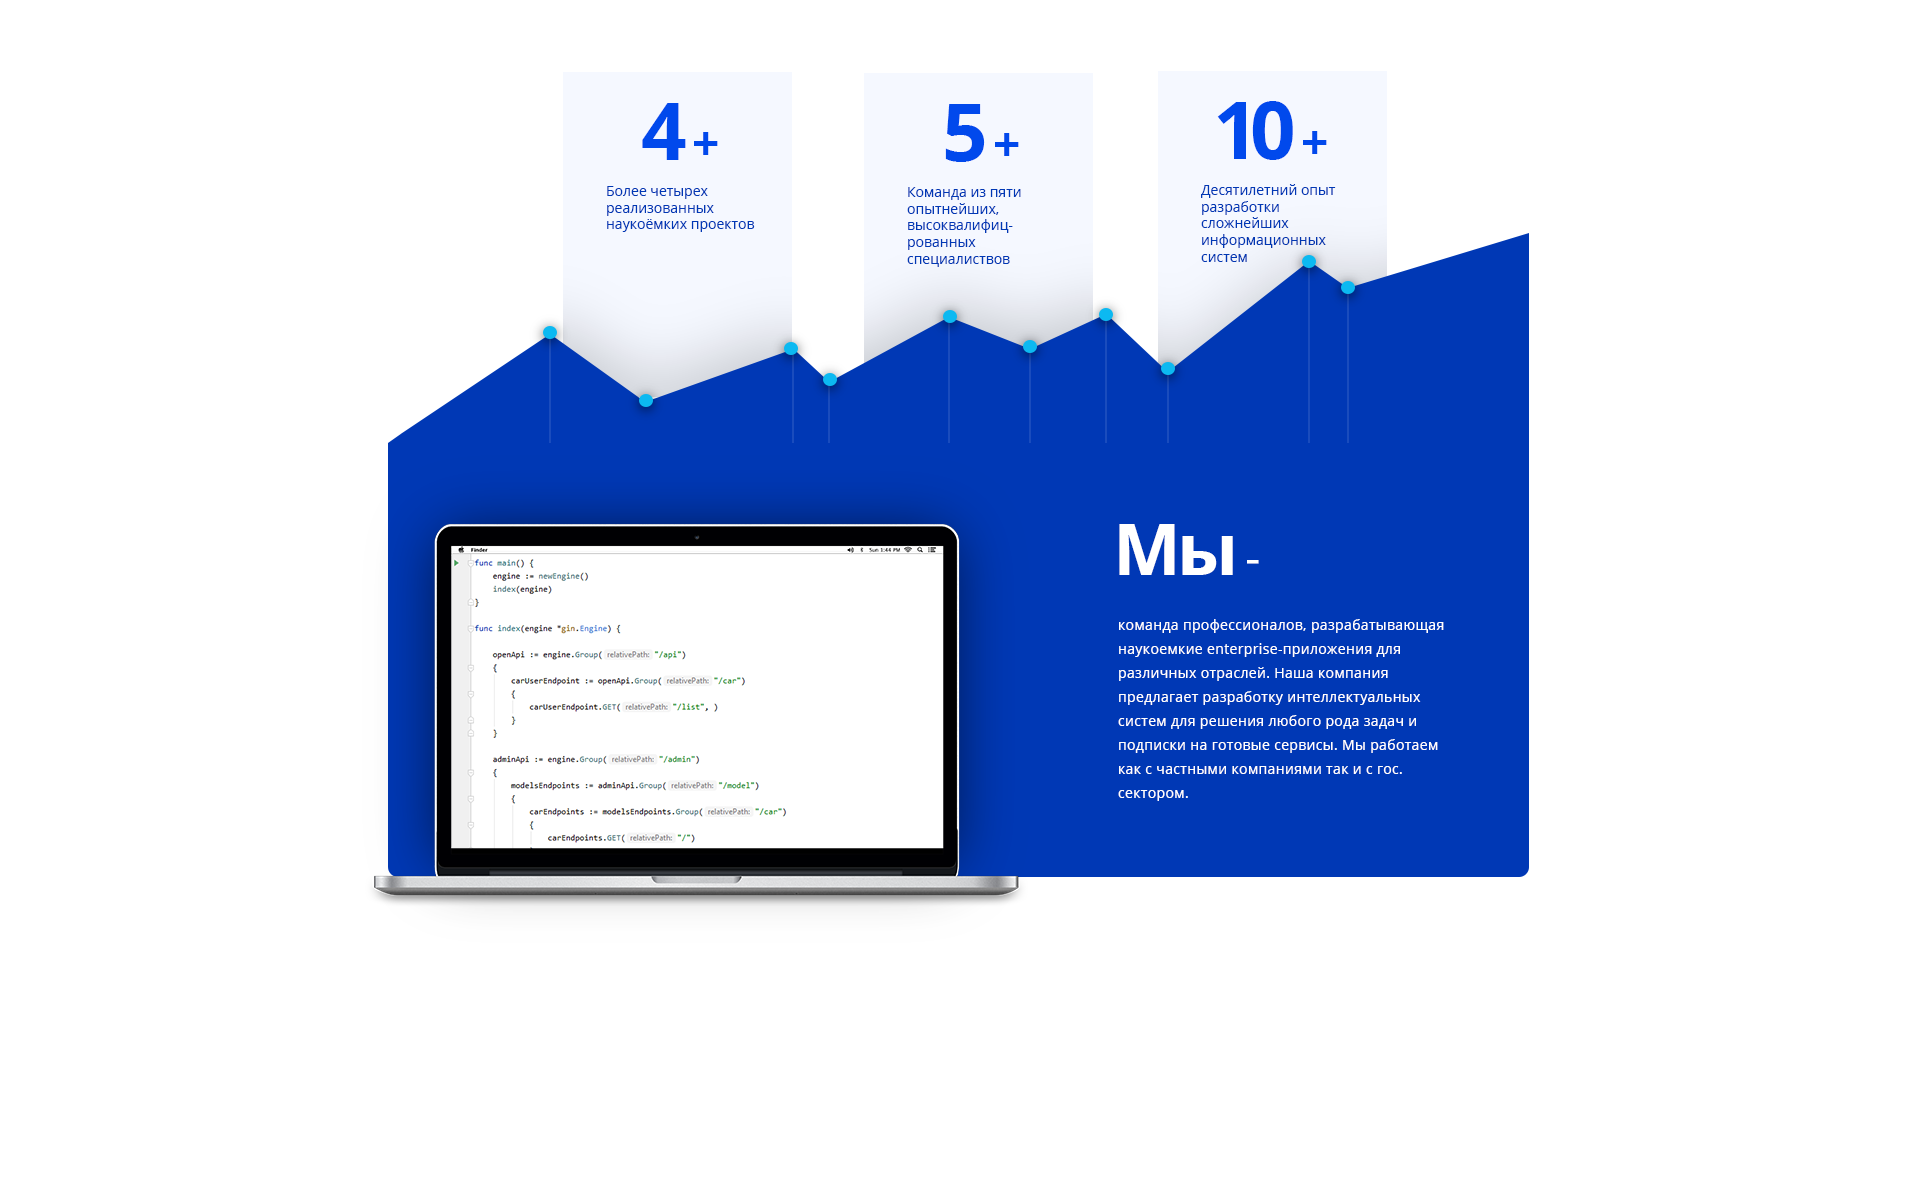 4 +
Более четырех
реализованных
наукоёмких проектов
5 +
Команда из пяти
опытнейших,
высоквалифиц-
рованных
специалиствов
10 +
Десятилетний опыт
разработки
сложнейших
информационных
систем
Finder
Sun 1:44 PM
func main() {
engine := newEngine()
index(engine)
}
func index(engine *gin.Engine) {
openApi := engine.Group( relativePath: "/api")
{
carUserEndpoint := openApi.Group( relativePath: "/car")
{
carUserEndpoint.GET( relativePath: "/list", )
}
}
adminApi := engine.Group( relativePath: "/admin")
{
modelsEndpoints := adminApi.Group( relativePath: "/model")
{
carEndpoints := modelsEndpoints.Group( relativePath: "/car")
{
carEndpoints.GET( relativePath: "/")
Мы -
команда профессионалов, разрабатывающая
наукоемкие enterprise-приложения для
различных отраслей. Наша компания
предлагает разработку интеллектуальных
систем для решения любого рода задач и
подписки на готовые сервисы. Мы работаем
как с частными компаниями так и с гос.
сектором.